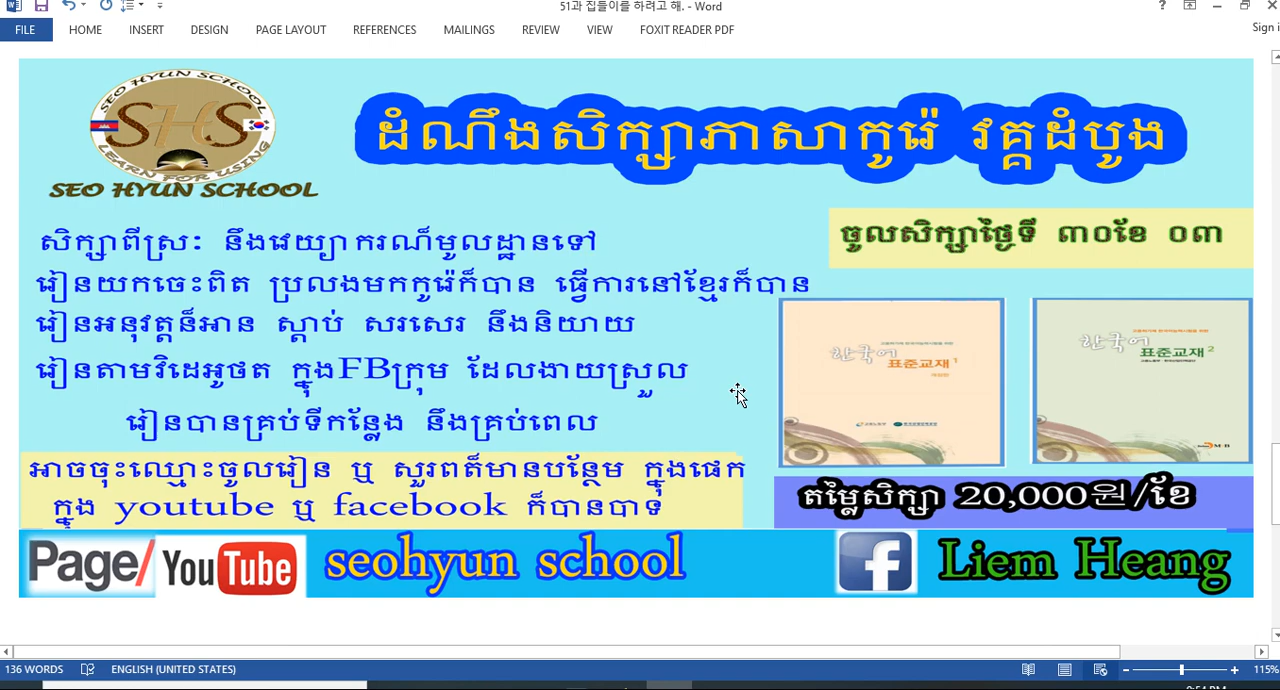 51과 집들이를 하려고 해. - Word
FILE HOME INSERT DESIGN PAGE LAYOUT REFERENCES MAILINGS REVIEW VIEW FOXIT READER PDF
Sign i
SEO HYUN SCHOOL
SHS
LEARN FOR USING
SEO HYUN SCHOOL
ដំណឹងសិក្សាភាសាកូរ៉េ វគ្គដំបូង
ចូលសិក្សាថ្ងៃទី ៣០ខែ ០៣
សិក្សាពីស្រៈ នឹងវេយ្យាករណ៏មូលដ្ឋានទៅ
រៀនយកចេះពិត ប្រលងមកកូរ៉េក៏បាន ធ្វើការនៅខ្មែរក៏បាន
រៀនអនុវត្តន៏អាន ស្តាប់ សរសេរ នឹងនិយាយ
រៀនតាមវិដេអូថត ក្នុងFBក្រុម ដែលងាយស្រួល
រៀនបានគ្រប់ទីកន្លែង នឹងគ្រប់ពេល
한국어
표준교재 1
한국어
표준교재 2
អាចចុះឈ្មោះចូលរៀន ឬ សួរពត៏មានបន្ថែម ក្នុងផេក
ក្នុង youtube ឬ facebook ក៏បានបាទ
តម្លៃសិក្សា 20,000원/ខែ
Page/ YouTube seohyun school
f Liem Heang
136 WORDS ENGLISH (UNITED STATES)
115%